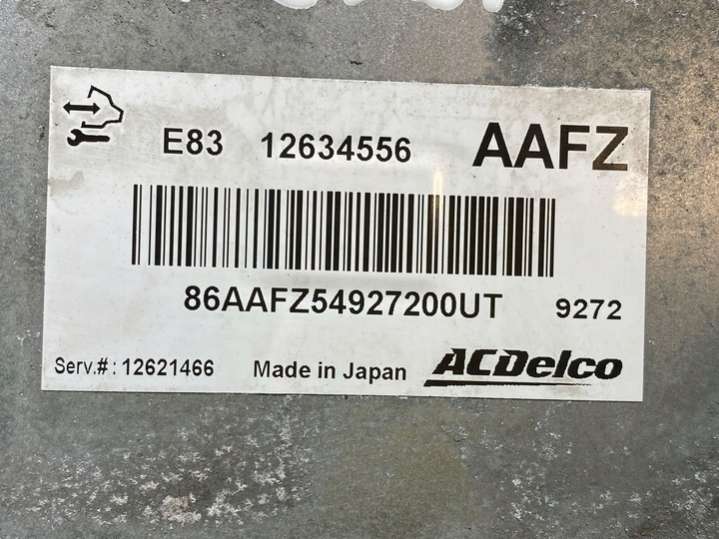 E83 12634556 AAFZ
86AAFZ54927200UT 9272
Serv.#: 12621466 Made in Japan ACDelco